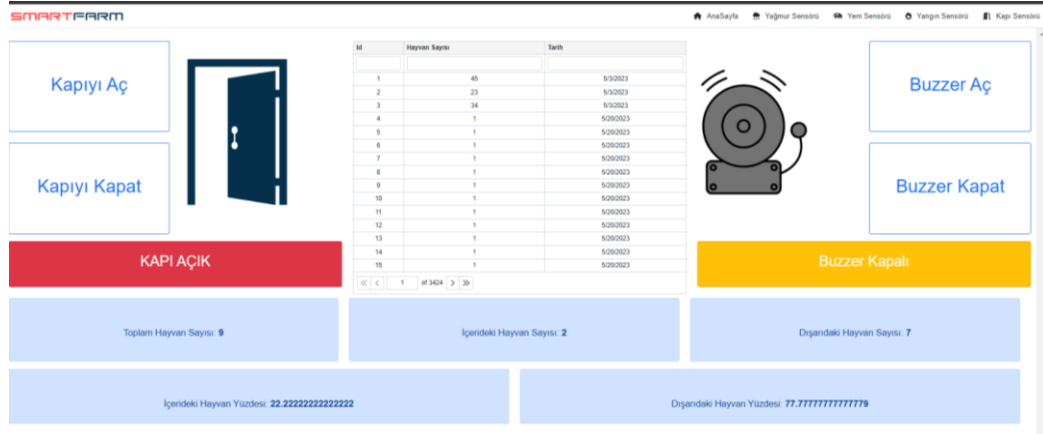 SMARTFARM
AnaSayfa Yağmur Sensörü Yem Sensörü Yangın Sensörü Kapı Sensörü
Kapıyı Aç
Kapıyı Kapat
KAPI AÇIK
Id Hayvan Sayısı Tarih
1 45 5/3/2023
2 23 5/3/2023
3 34 5/3/2023
4 1 5/20/2023
5 1 5/20/2023
6 1 5/20/2023
7 1 5/20/2023
8 1 5/20/2023
9 1 5/20/2023
10 1 5/20/2023
11 1 5/20/2023
12 1 5/20/2023
13 1 5/20/2023
14 1 5/20/2023
15 1 5/20/2023
1 of 3424
Buzzer Aç
Buzzer Kapat
Buzzer Kapalı
Toplam Hayvan Sayısı: 9
İçerideki Hayvan Sayısı: 2
Dışarıdaki Hayvan Sayısı: 7
İçerideki Hayvan Yüzdesi: 22.22222222222222
Dışarıdaki Hayvan Yüzdesi: 77.77777777777779